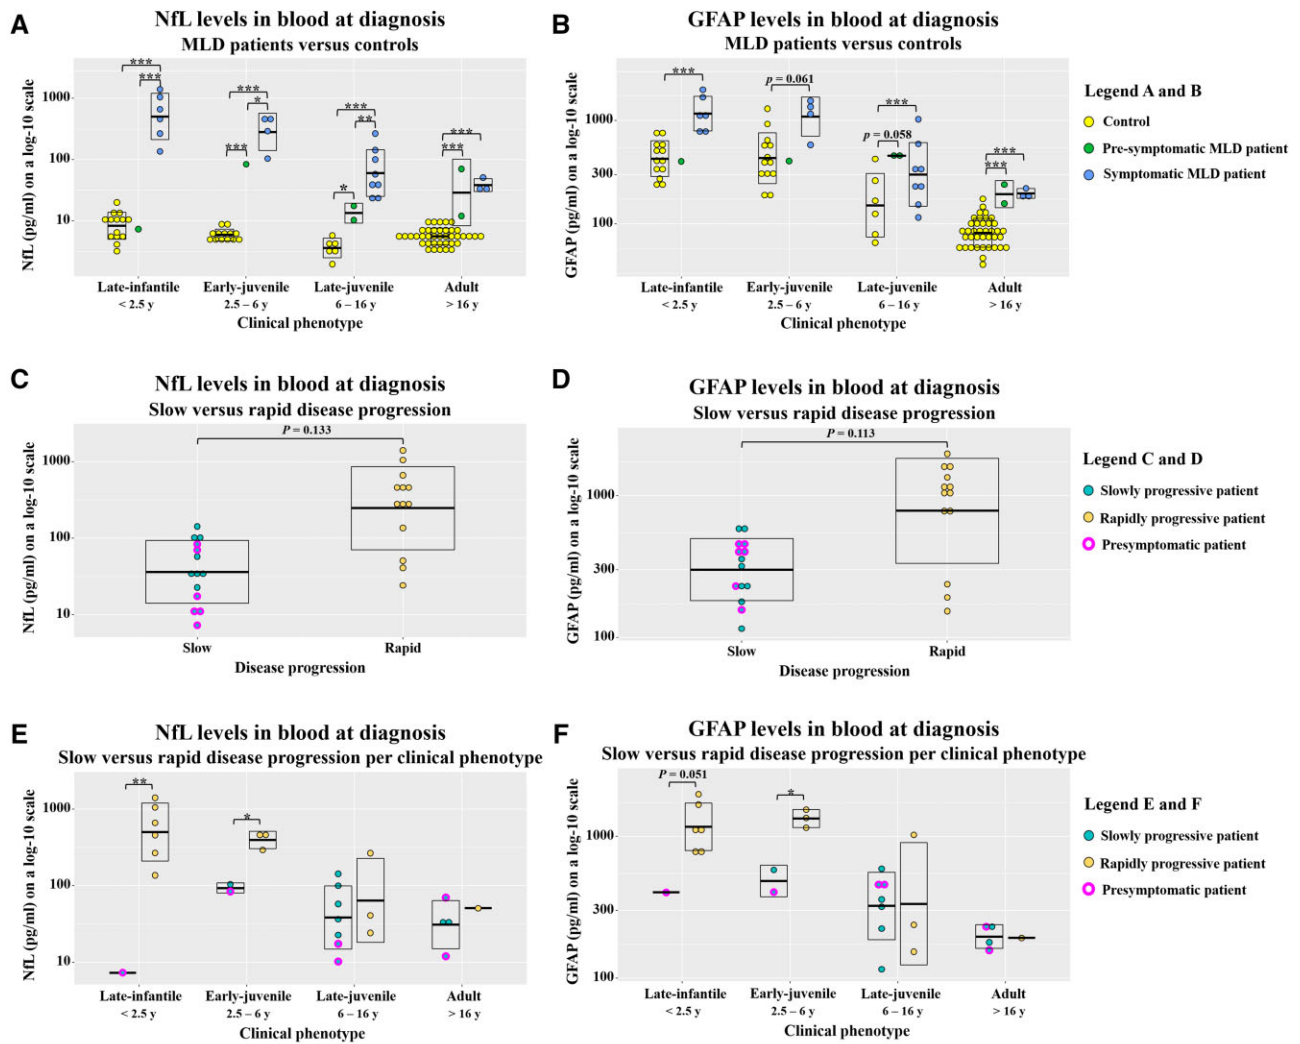 A
NfL levels in blood at diagnosis
MLD patients versus controls
NfL (pg/ml) on a log-10 scale
1000
100
10
***
***
***
*
***
***
**
*
***
***
Late-infantile Early-juvenile Late-juvenile Adult
< 2.5 y 2.5 – 6 y 6 – 16 y > 16 y
Clinical phenotype
B
GFAP levels in blood at diagnosis
MLD patients versus controls
GFAP (pg/ml) on a log-10 scale
1000
300
100
***
p = 0.061
***
p = 0.058
***
***
Late-infantile Early-juvenile Late-juvenile Adult
< 2.5 y 2.5 – 6 y 6 – 16 y > 16 y
Clinical phenotype
Legend A and B
Control
Pre-symptomatic MLD patient
Symptomatic MLD patient
C
NfL levels in blood at diagnosis
Slow versus rapid disease progression
NfL (pg/ml) on a log-10 scale
1000
100
10
P = 0.133
Slow Rapid
Disease progression
D
GFAP levels in blood at diagnosis
Slow versus rapid disease progression
GFAP (pg/ml) on a log-10 scale
1000
300
100
P = 0.113
Slow Rapid
Disease progression
Legend C and D
Slowly progressive patient
Rapidly progressive patient
Presymptomatic patient
E
NfL levels in blood at diagnosis
Slow versus rapid disease progression per clinical phenotype
NfL (pg/ml) on a log-10 scale
1000
100
10
**
*
Late-infantile Early-juvenile Late-juvenile Adult
< 2.5 y 2.5 – 6 y 6 – 16 y > 16 y
Clinical phenotype
F
GFAP levels in blood at diagnosis
Slow versus rapid disease progression per clinical phenotype
GFAP (pg/ml) on a log-10 scale
1000
300
100
P = 0.051
*
Late-infantile Early-juvenile Late-juvenile Adult
< 2.5 y 2.5 – 6 y 6 – 16 y > 16 y
Clinical phenotype
Legend E and F
Slowly progressive patient
Rapidly progressive patient
Presymptomatic patient